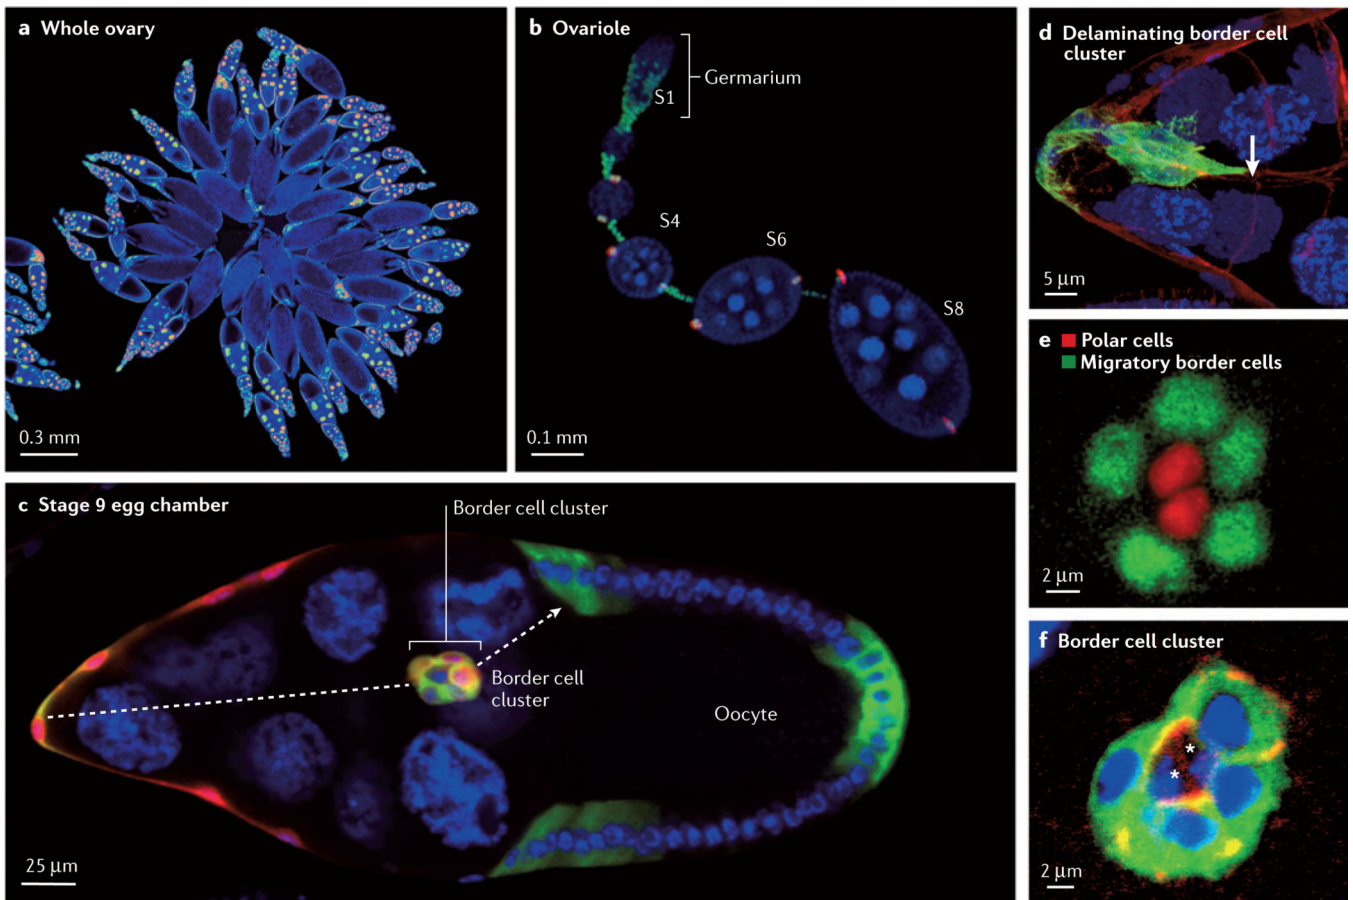 a Whole ovary
0.3 mm
b Ovariole
Germarium
S1
S4
S6
S8
0.1 mm
c Stage 9 egg chamber
Border cell cluster
Border cell
cluster
Oocyte
25 μm
d Delaminating border cell
cluster
5 μm
e Polar cells
Migratory border cells
2 μm
f Border cell cluster
*
*
2 μm